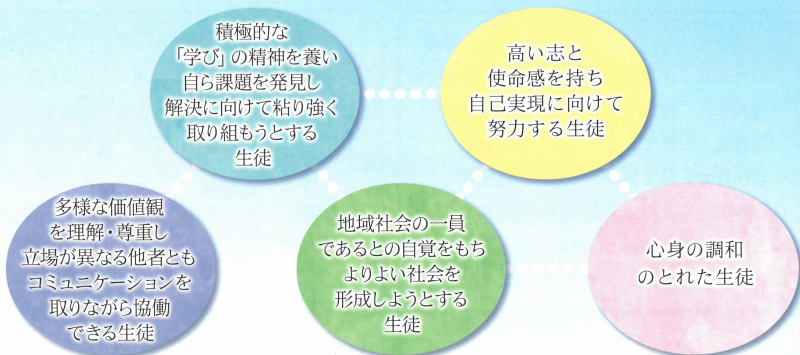 積極的な
「学び」の精神を養い
自ら課題を発見し
解決に向けて粘り強く
取り組もうとする
生徒
高い志と
使命感を持ち
自己実現に向けて
努力する生徒
多様な価値観
を理解・尊重し
立場が異なる他者とも
コミュニケーションを
取りながら協働
できる生徒
地域社会の一員
であるとの自覚をもち
よりよい社会を
形成しようとする
生徒
心身の調和
のとれた生徒